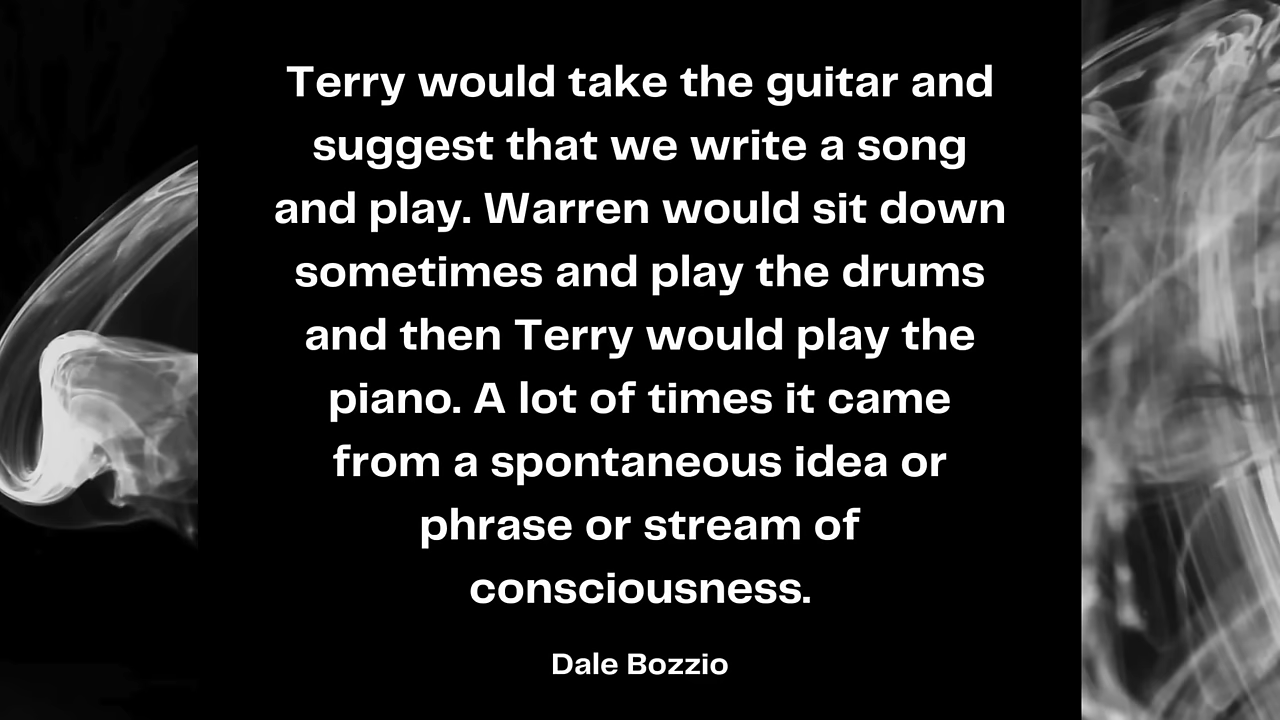 Terry would take the guitar and
suggest that we write a song
and play. Warren would sit down
sometimes and play the drums
and then Terry would play the
piano. A lot of times it came
from a spontaneous idea or
phrase or stream of
consciousness.
Dale Bozzio